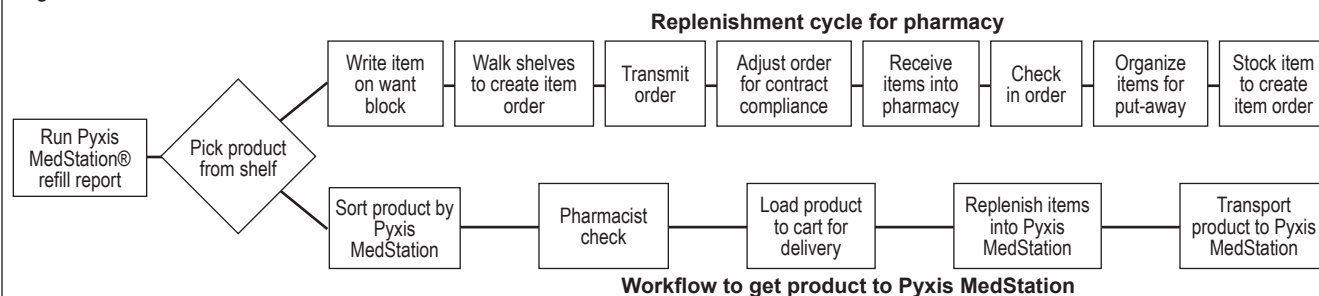 Replenishment cycle for pharmacy
Run Pyxis
MedStation®
refill report
Pick product
from shelf
Write item
on want
block
Walk shelves
to create item
order
Transmit
order
Adjust order
for contract
compliance
Receive
items into
pharmacy
Check
in order
Organize
items for
put-away
Stock item
to create
item order
Sort product by
Pyxis
MedStation
Pharmacist
check
Load product
to cart for
delivery
Replenish items
into Pyxis
MedStation
Transport
product to Pyxis
MedStation
Workflow to get product to Pyxis MedStation